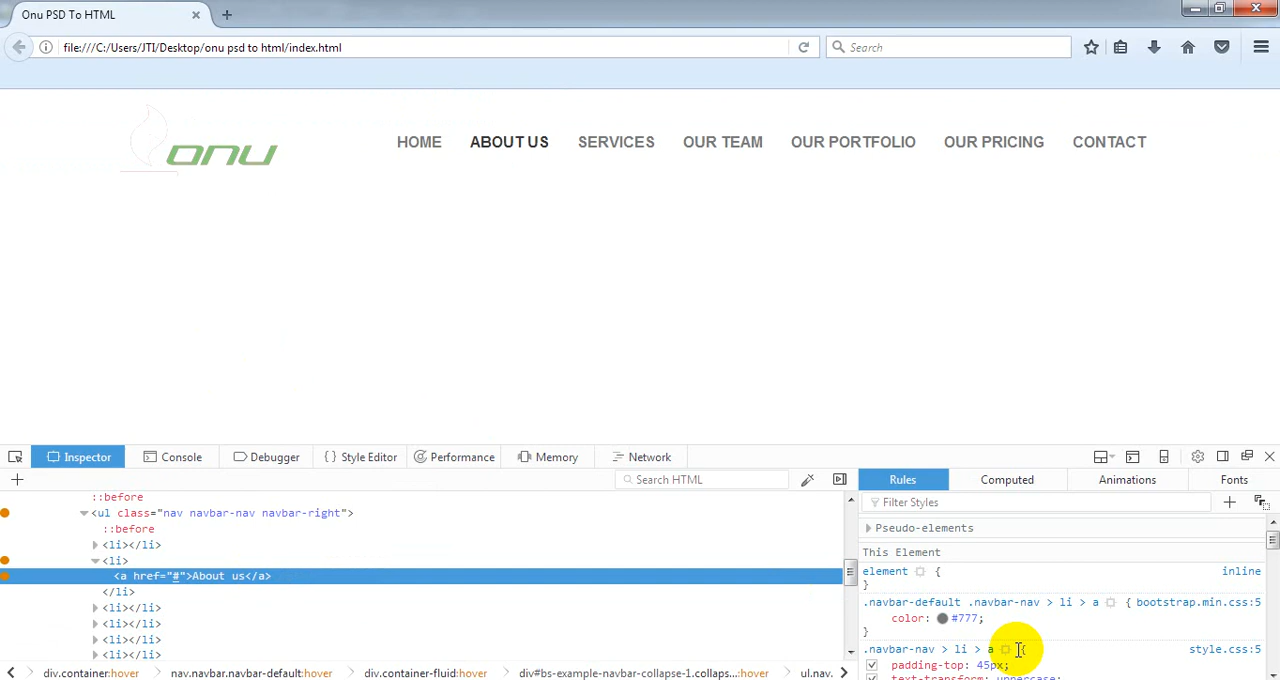 Onu PSD To HTML
file:///C:/Users/JTI/Desktop/onu psd to html/index.html
Search
onu
HOME ABOUT US SERVICES OUR TEAM OUR PORTFOLIO OUR PRICING CONTACT
Inspector Console Debugger { } Style Editor Performance Memory Network
Search HTML
Rules Computed Animations Fonts
Filter Styles
::before
<ul class="nav navbar-nav navbar-right">
::before
<li></li>
<li>
<a href="#">About us</a>
</li>
<li></li>
<li></li>
<li></li>
<li></li>
Pseudo-elements
This Element
element { inline
}
.navbar-default .navbar-nav > li > a { bootstrap.min.css:5
color: #777;
}
.navbar-nav > li > a { style.css:5
padding-top: 45px;
text-transform: uppercase;
div.container:hover nav.navbar.navbar-default:hover div.container-fluid:hover div#bs-example-navbar-collapse-1.collaps...:hover ul.nav.